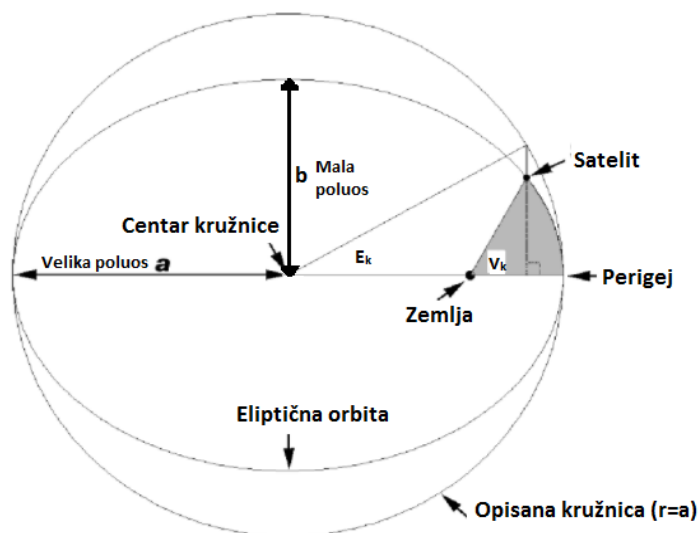 b Mala
poluos
Satelit
Centar kružnice
Velika poluos a
Eₖ
Vₖ
Perigej
Zemlja
Eliptična orbita
Opisana kružnica (r=a)